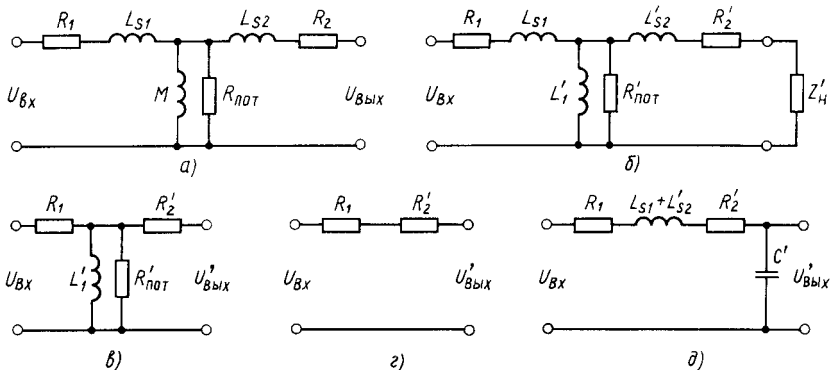 R1 LS1 LS2 R2
Uвх M Rпот Uвых
а)
R1 LS1 L'S2 R'2
Uвх L'1 R'пот Z'н
б)
R1 R'2
Uвх L'1 R'пот U'вых
в)
R1 R'2
Uвх U'вых
г)
R1 LS1+L'S2 R'2
Uвх C' U'вых
д)